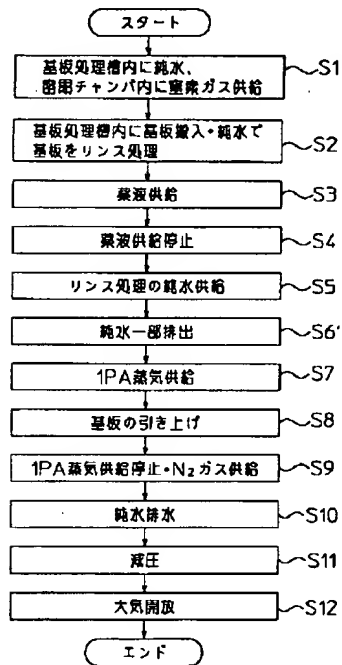 スタート
基板処理槽内に純水、
密閉チャンバ内に窒素ガス供給
S1
基板処理槽内に基板搬入・純水で
基板をリンス処理
S2
薬液供給
S3
薬液供給停止
S4
リンス処理の純水供給
S5
純水一部排出
S6'
1PA蒸気供給
S7
基板の引き上げ
S8
1PA蒸気供給停止・N₂ガス供給
S9
純水排水
S10
減圧
S11
大気開放
S12
エンド